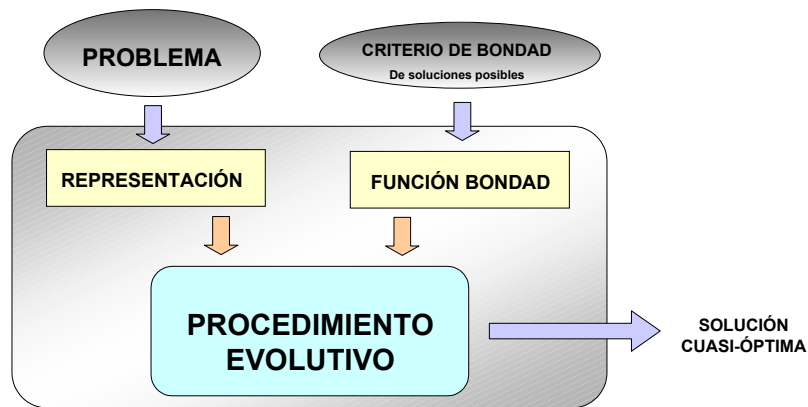 PROBLEMA
CRITERIO DE BONDAD
De soluciones posibles
REPRESENTACIÓN
FUNCIÓN BONDAD
PROCEDIMIENTO
EVOLUTIVO
SOLUCIÓN
CUASI-ÓPTIMA